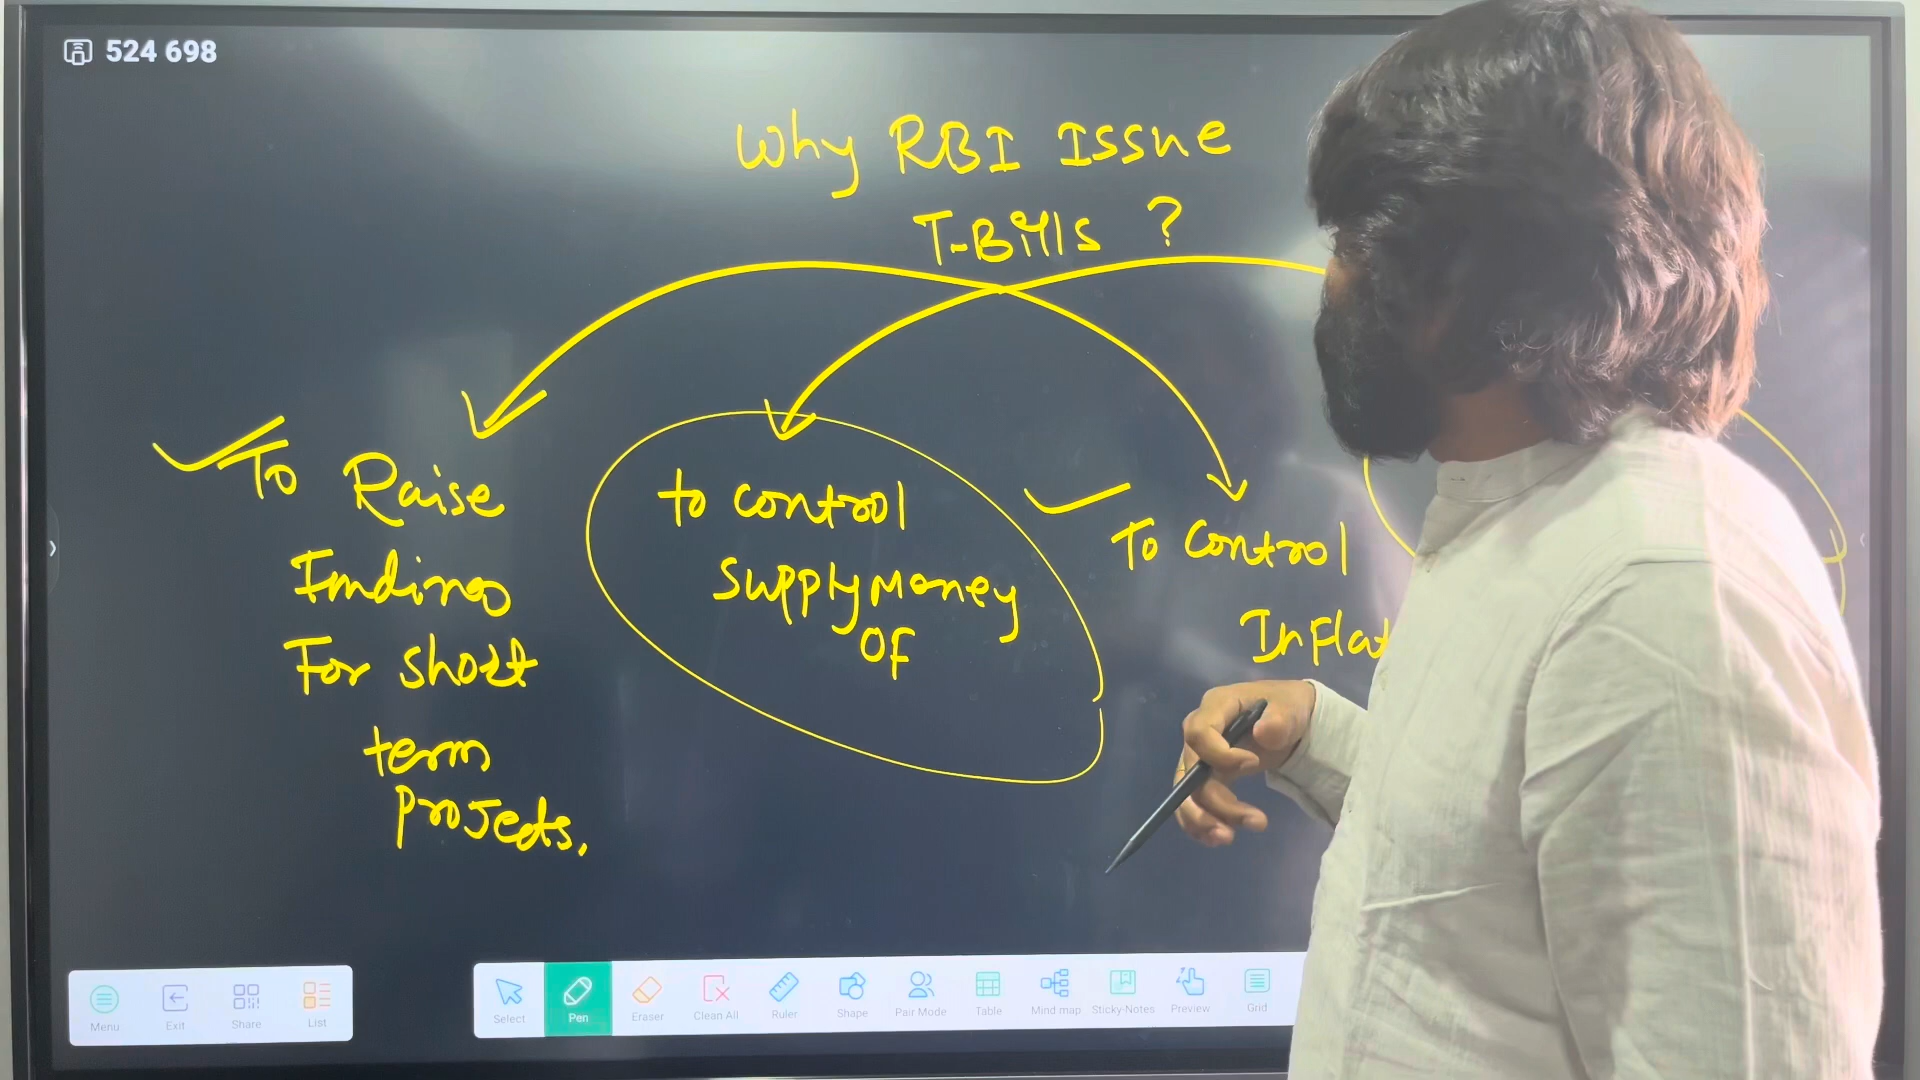 524 698
Why RBI Issue
T-Bills ?
To Raise
Fundings
For short
term
projects.
to control
supply money
OF
To Control
Inflat
Menu
Exit
Share
List
Select
Pen
Eraser
Clean All
Ruler
Shape
Pair Mode
Table
Mind map
Sticky-Notes
Preview
Grid